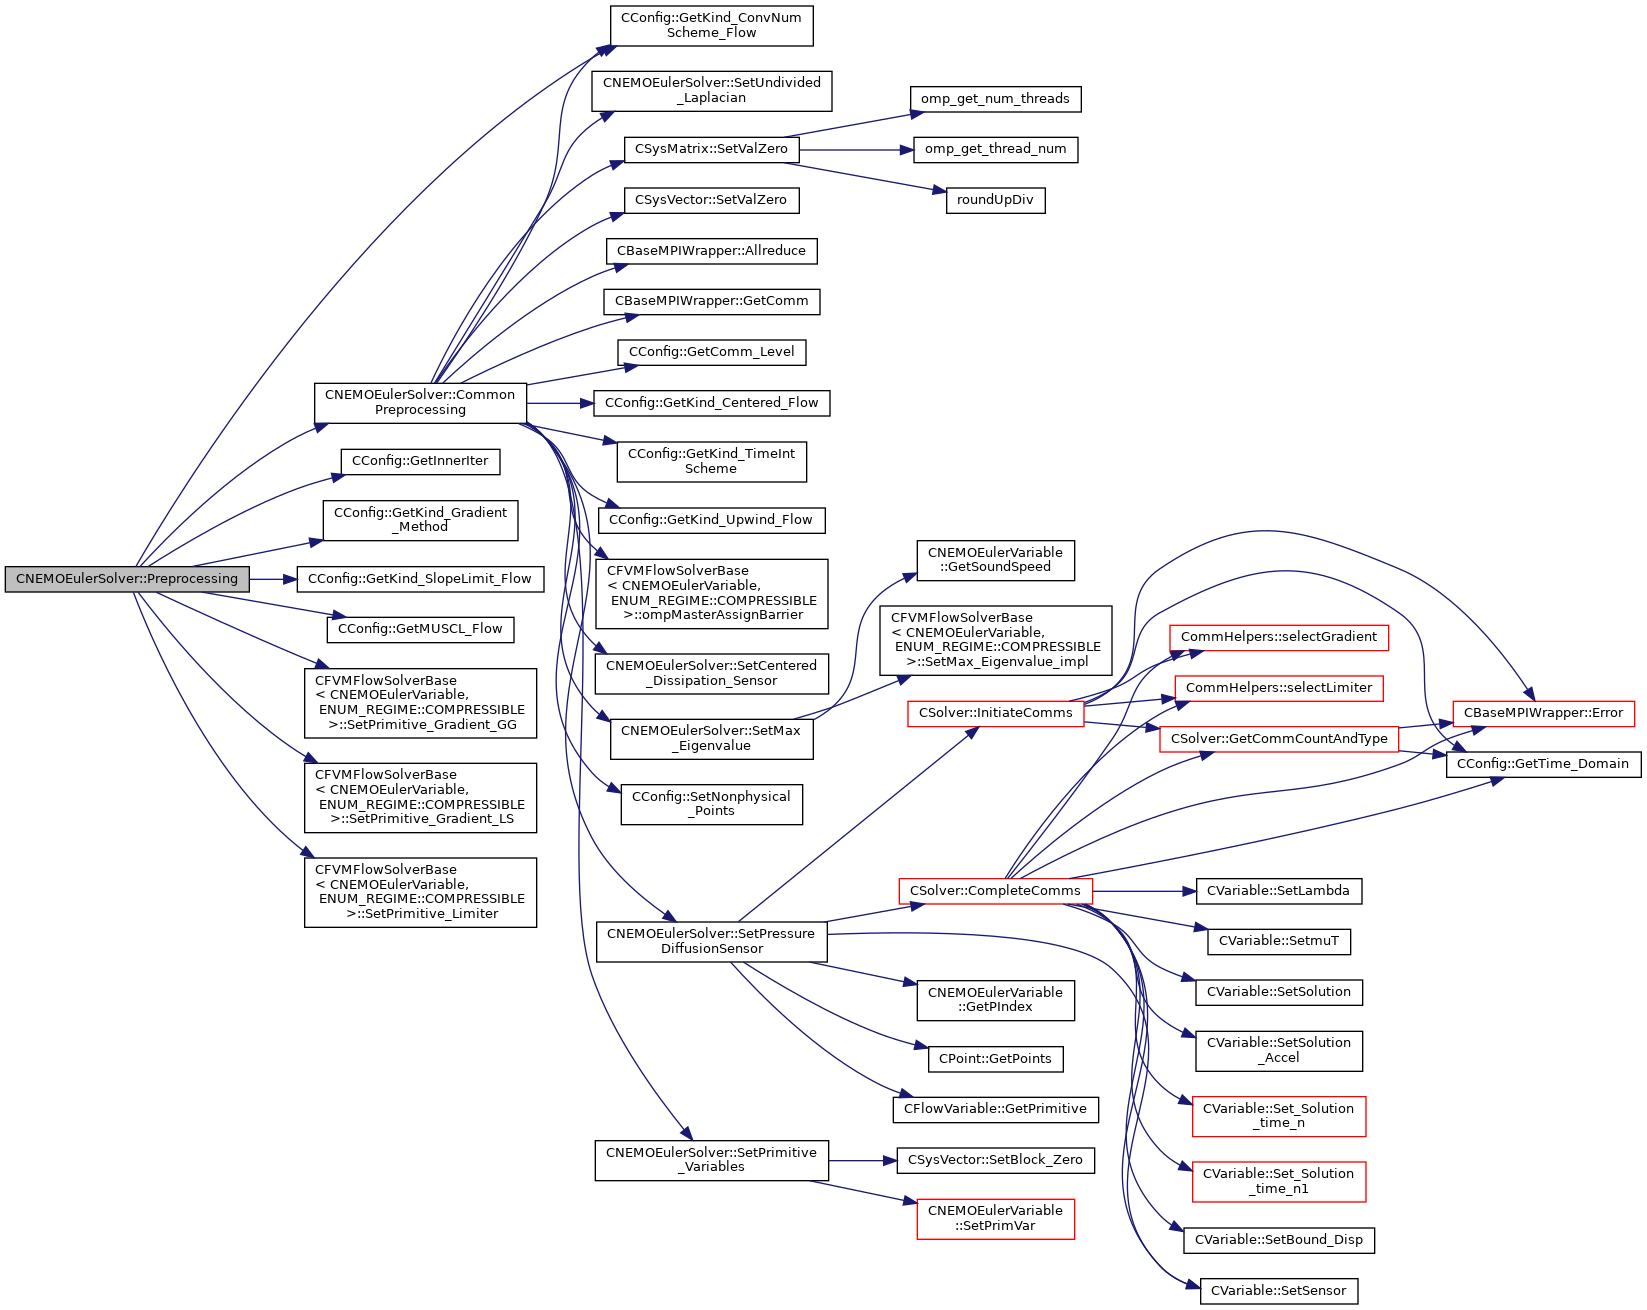 CNEMOEulerSolver::Preprocessing
CConfig::GetKind_ConvNum
Scheme_Flow
CNEMOEulerSolver::Common
Preprocessing
CConfig::GetInnerIter
CConfig::GetKind_Gradient
_Method
CConfig::GetKind_SlopeLimit_Flow
CConfig::GetMUSCL_Flow
CFVMFlowSolverBase
< CNEMOEulerVariable,
ENUM_REGIME::COMPRESSIBLE
>::SetPrimitive_Gradient_GG
CFVMFlowSolverBase
< CNEMOEulerVariable,
ENUM_REGIME::COMPRESSIBLE
>::SetPrimitive_Gradient_LS
CFVMFlowSolverBase
< CNEMOEulerVariable,
ENUM_REGIME::COMPRESSIBLE
>::SetPrimitive_Limiter
CNEMOEulerSolver::SetUndivided
_Laplacian
CSysMatrix::SetValZero
CSysVector::SetValZero
CBaseMPIWrapper::Allreduce
CBaseMPIWrapper::GetComm
CConfig::GetComm_Level
CConfig::GetKind_Centered_Flow
CConfig::GetKind_TimeInt
Scheme
CConfig::GetKind_Upwind_Flow
CFVMFlowSolverBase
< CNEMOEulerVariable,
ENUM_REGIME::COMPRESSIBLE
>::ompMasterAssignBarrier
CNEMOEulerSolver::SetCentered
_Dissipation_Sensor
CNEMOEulerSolver::SetMax
_Eigenvalue
CConfig::SetNonphysical
_Points
CNEMOEulerSolver::SetPressure
DiffusionSensor
CNEMOEulerSolver::SetPrimitive
_Variables
omp_get_num_threads
omp_get_thread_num
roundUpDiv
CNEMOEulerVariable
::GetSoundSpeed
CFVMFlowSolverBase
< CNEMOEulerVariable,
ENUM_REGIME::COMPRESSIBLE
>::SetMax_Eigenvalue_impl
CSolver::InitiateComms
CSolver::CompleteComms
CNEMOEulerVariable
::GetPIndex
CPoint::GetPoints
CFlowVariable::GetPrimitive
CSysVector::SetBlock_Zero
CNEMOEulerVariable
::SetPrimVar
CommHelpers::selectGradient
CommHelpers::selectLimiter
CSolver::GetCommCountAndType
CBaseMPIWrapper::Error
CConfig::GetTime_Domain
CVariable::SetLambda
CVariable::SetmuT
CVariable::SetSolution
CVariable::SetSolution
_Accel
CVariable::Set_Solution
_time_n
CVariable::Set_Solution
_time_n1
CVariable::SetBound_Disp
CVariable::SetSensor